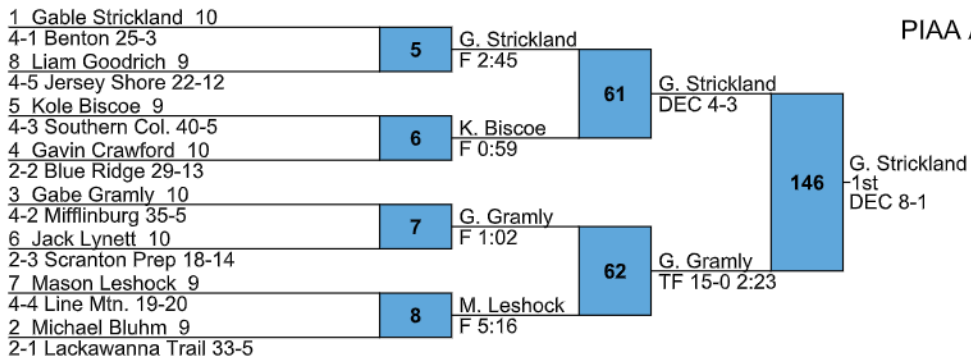 1 Gable Strickland 10
4-1 Benton 25-3
8 Liam Goodrich 9
4-5 Jersey Shore 22-12
5 Kole Biscoe 9
4-3 Southern Col. 40-5
4 Gavin Crawford 10
2-2 Blue Ridge 29-13
3 Gabe Gramly 10
4-2 Mifflinburg 35-5
6 Jack Lynett 10
2-3 Scranton Prep 18-14
7 Mason Leshock 9
4-4 Line Mtn. 19-20
2 Michael Bluhm 9
2-1 Lackawanna Trail 33-5
5
6
7
8
G. Strickland
F 2:45
K. Biscoe
F 0:59
G. Gramly
F 1:02
M. Leshock
F 5:16
61
62
G. Strickland
DEC 4-3
G. Gramly
TF 15-0 2:23
146
G. Strickland
1st
DEC 8-1
PIAA